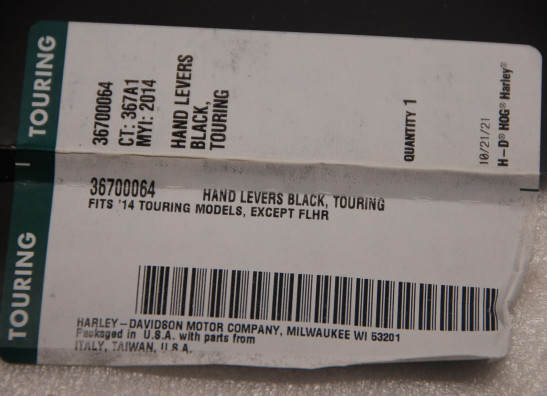 TOURING
36700064
CT: 367A1
MYI: 2014
HAND LEVERS
BLACK,
TOURING
QUANTITY 1
10/21/21
H-D® HOG® Harley®
TOURING
36700064 HAND LEVERS BLACK, TOURING
FITS '14 TOURING MODELS, EXCEPT FLHR
HARLEY-DAVIDSON MOTOR COMPANY, MILWAUKEE WI 53201
Packaged in U.S.A. with parts from
ITALY, TAIWAN, U.S.A.